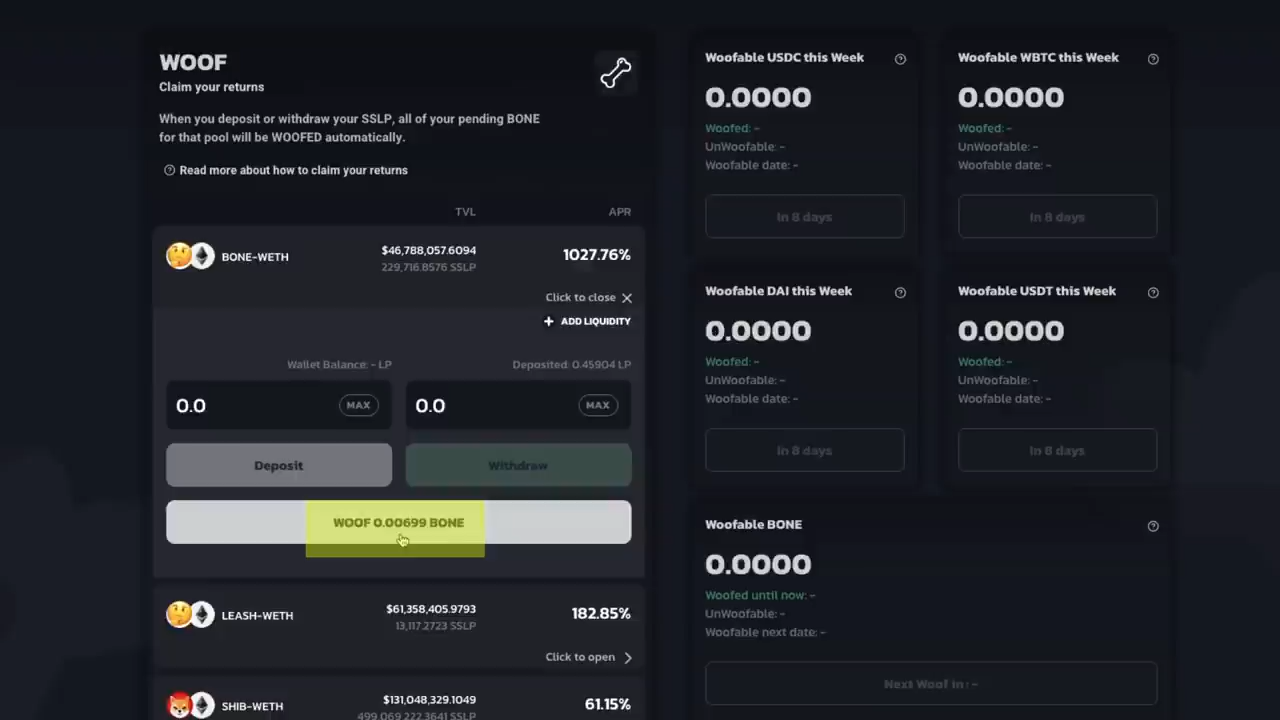 WOOF
Claim your returns
When you deposit or withdraw your SSLP, all of your pending BONE
for that pool will be WOOFED automatically.
Read more about how to claim your returns
TVL APR
BONE-WETH $46,788,057.6094 1027.76%
229,716.8576 SSLP
Click to close
+ ADD LIQUIDITY
Wallet Balance: - LP Deposited: 0.45904 LP
0.0 MAX 0.0 MAX
Deposit Withdraw
WOOF 0.00699 BONE
LEASH-WETH $61,358,405.9793 182.85%
13,117.2723 SSLP
Click to open
SHIB-WETH $131,048,329.1049 61.15%
499,069,222.3641 SSLP
Woofable USDC this Week
0.0000
Woofed: -
UnWoofable: -
Woofable date: -
In 8 days
Woofable WBTC this Week
0.0000
Woofed: -
UnWoofable: -
Woofable date: -
In 8 days
Woofable DAI this Week
0.0000
Woofed: -
UnWoofable: -
Woofable date: -
In 8 days
Woofable USDT this Week
0.0000
Woofed: -
UnWoofable: -
Woofable date: -
In 8 days
Woofable BONE
0.0000
Woofed until now: -
UnWoofable: -
Woofable next date: -
Next Woof in: -